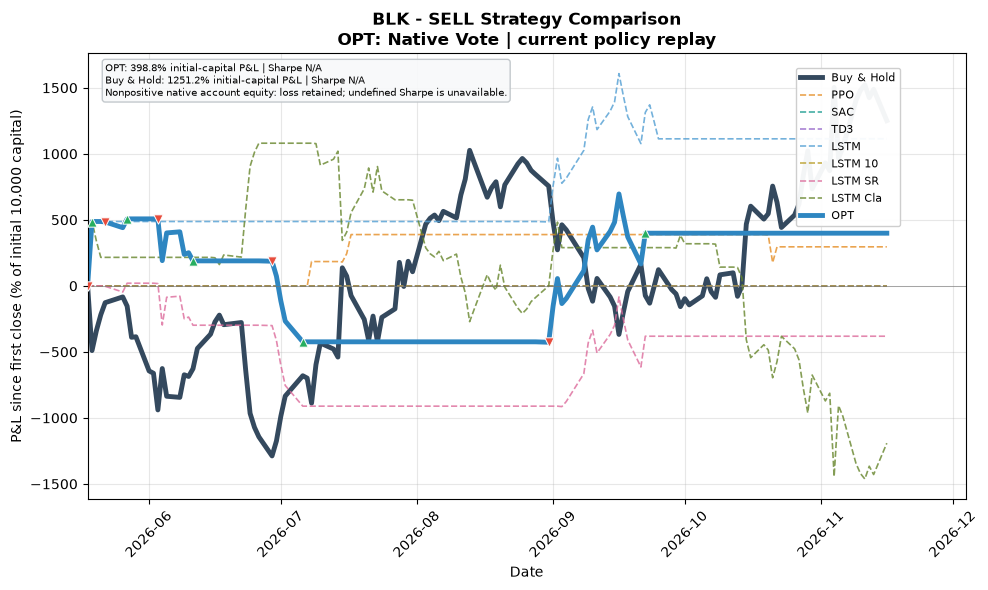 BLK - SELL Strategy Comparison
OPT: Native Vote | current policy replay
OPT: 398.8% initial-capital P&L | Sharpe N/A
Buy & Hold: 1251.2% initial-capital P&L | Sharpe N/A
Nonpositive native account equity: loss retained; undefined Sharpe is unavailable.
Buy & Hold
PPO
SAC
TD3
LSTM
LSTM 10
LSTM SR
LSTM Cla
OPT
P&L since first close (% of initial 10,000 capital)
1500
1000
500
0
−500
−1000
−1500
2026-06
2026-07
2026-08
2026-09
2026-10
2026-11
2026-12
Date